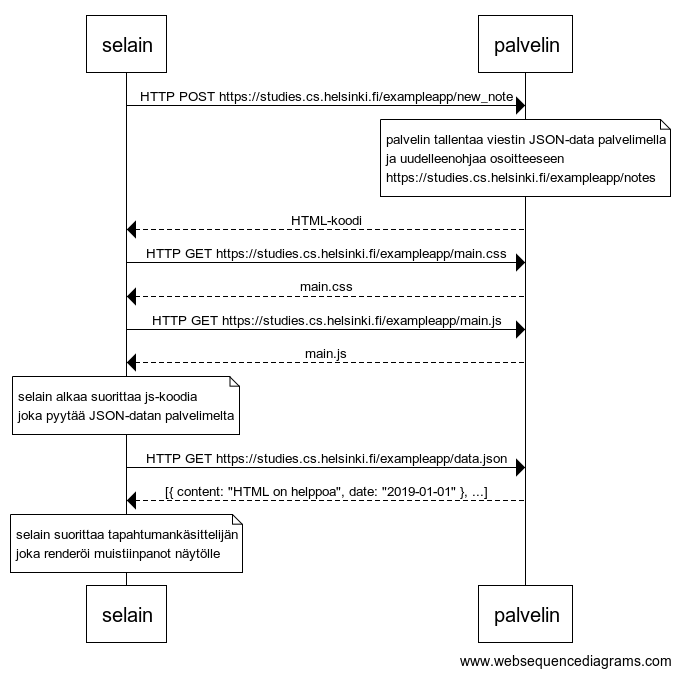 selain palvelin
HTTP POST https://studies.cs.helsinki.fi/exampleapp/new_note
palvelin tallentaa viestin JSON-data palvelimella
ja uudelleenohjaa osoitteeseen
https://studies.cs.helsinki.fi/exampleapp/notes
HTML-koodi
HTTP GET https://studies.cs.helsinki.fi/exampleapp/main.css
main.css
HTTP GET https://studies.cs.helsinki.fi/exampleapp/main.js
main.js
selain alkaa suorittaa js-koodia
joka pyytää JSON-datan palvelimelta
HTTP GET https://studies.cs.helsinki.fi/exampleapp/data.json
[{ content: "HTML on helppoa", date: "2019-01-01" }, ...]
selain suorittaa tapahtumankäsittelijän
joka renderöi muistiinpanot näytölle
selain palvelin
www.websequencediagrams.com